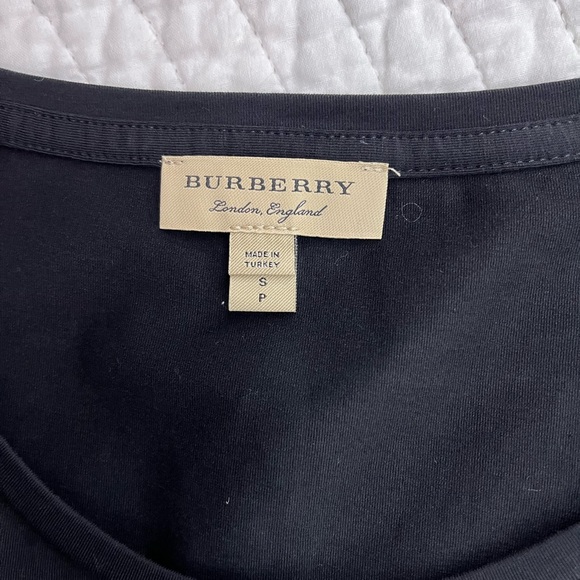 BURBERRY
London, England
MADE IN
TURKEY
S
P